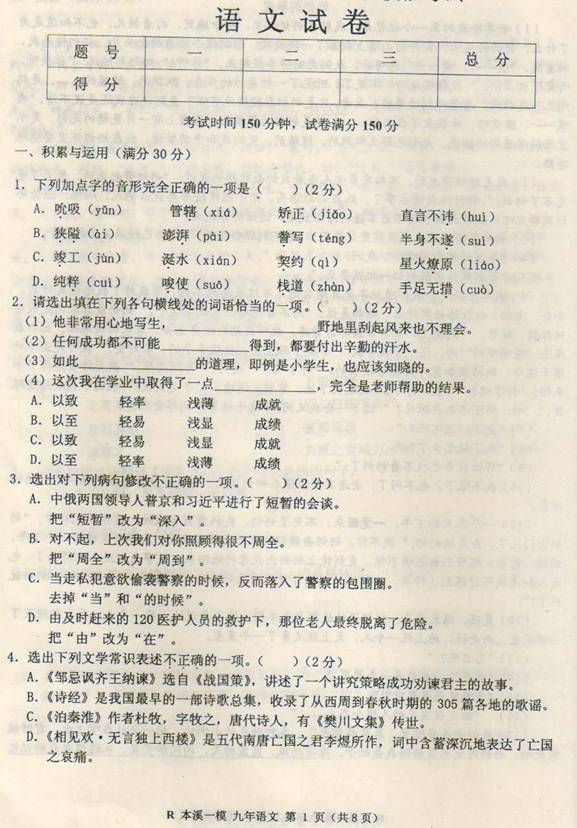 语文试卷
题 号 三 总 分
得 分
考试时间150分钟，试卷满分150分
一、积累与运用（满分30分）
1．下列加点字的音形完全正确的一项是（　　）(2分)
A．吮吸（yǔn）　　管辖（xiá）　　矫正（jiǎo）　　直言不讳（huì）
B．狭隘（ài）　　澎湃（pài）　　誊写（téng）　　半身不遂（suì）
C．竣工（jùn）　　涎水（xián）　　契约（qì）　　星火燎原（liáo）
D．纯粹（cuì）　　唆使（suō）　　栈道（zhàn）　　手足无措（cuò）
2．请选出填在下列各句横线处的词语恰当的一项。（　　）(2分)
（1）他非常用心地写生，＿＿＿＿＿＿野地里刮起风来也不理会。
（2）任何成功都不可能＿＿＿＿＿＿得到，都要付出辛勤的汗水。
（3）如此＿＿＿＿＿＿的道理，即例是小学生，也应该知晓的。
（4）这次我在学业中取得了一点＿＿＿＿＿＿，完全是老师帮助的结果。
A．以致　　轻率　　浅薄　　成就
B．以至　　轻易　　浅显　　成绩
C．以致　　轻易　　浅显　　成就
D．以至　　轻率　　浅薄　　成绩
3．选出对下列病句修改不正确的一项。（　　）(2分)
A．中俄两国领导人普京和习近平进行了短暂的会谈。
把“短暂”改为“深入”。
B．对不起，上次我们对你照顾得很不周全。
把“周全”改为“周到”。
C．当走私犯意欲偷袭警察的时候，反而落入了警察的包围圈。
去掉“当”和“的时候”。
D．由及时赶来的120医护人员的救护下，那位老人最终脱离了危险。
把“由”改为“在”。
4．选出下列文学常识表述不正确的一项。（　　）(2分)
A．《邹忌讽齐王纳谏》选自《战国策》，讲述了一个讲究策略成功劝谏君主的故事。
B．《诗经》是我国最早的一部诗歌总集，收录了从西周到春秋时期的305篇各地的歌谣。
C．《泊秦淮》作者杜牧，字牧之，唐代诗人，有《樊川文集》传世。
D．《相见欢·无言独上西楼》是五代南唐亡国之君李煜所作，词中含蓄深沉地表达了亡国
之哀痛。
R 本溪一模 九年语文 第 1 页（共 8 页）